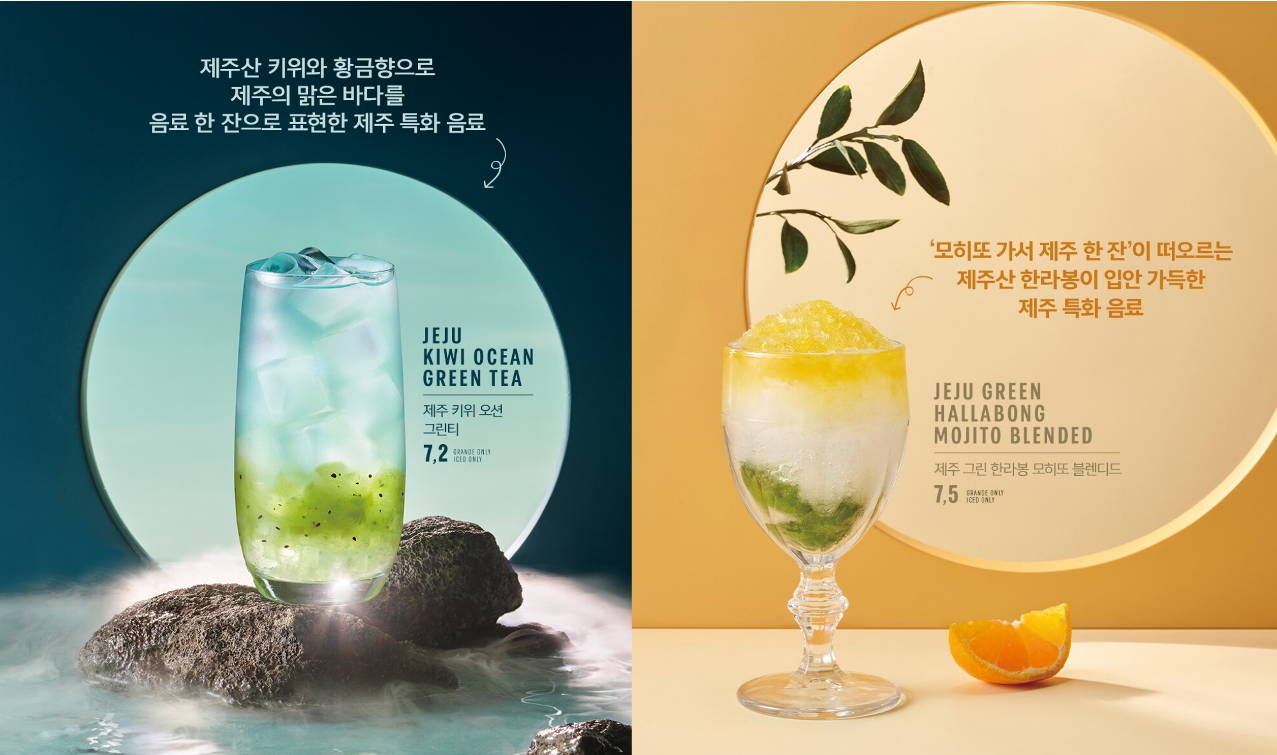 제주산 키위와 황금향으로
제주의 맑은 바다를
음료 한 잔으로 표현한 제주 특화 음료
JEJU
KIWI OCEAN
GREEN TEA
제주 키위 오션
그린티
7,2 GRANDE ONLY
ICED ONLY
'모히또 가서 제주 한 잔'이 떠오르는
제주산 한라봉이 입안 가득한
제주 특화 음료
JEJU GREEN
HALLABONG
MOJITO BLENDED
제주 그린 한라봉 모히또 블렌디드
7,5 GRANDE ONLY
ICED ONLY